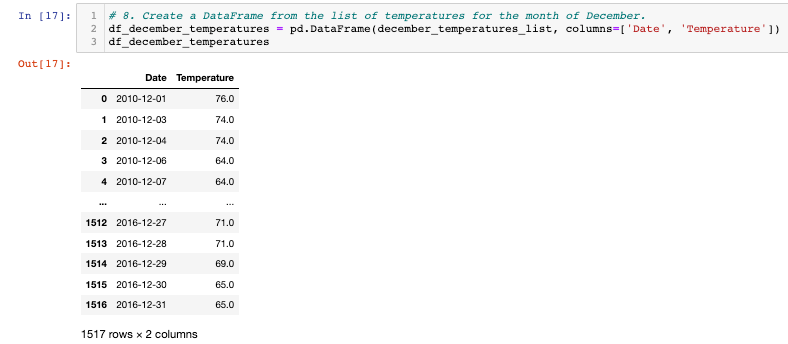 In [17]:
1 # 8. Create a DataFrame from the list of temperatures for the month of December.
2 df_december_temperatures = pd.DataFrame(december_temperatures_list, columns=['Date', 'Temperature'])
3 df_december_temperatures
Out[17]:
Date Temperature
0 2010-12-01 76.0
1 2010-12-03 74.0
2 2010-12-04 74.0
3 2010-12-06 64.0
4 2010-12-07 64.0
... ... ...
1512 2016-12-27 71.0
1513 2016-12-28 71.0
1514 2016-12-29 69.0
1515 2016-12-30 65.0
1516 2016-12-31 65.0
1517 rows × 2 columns